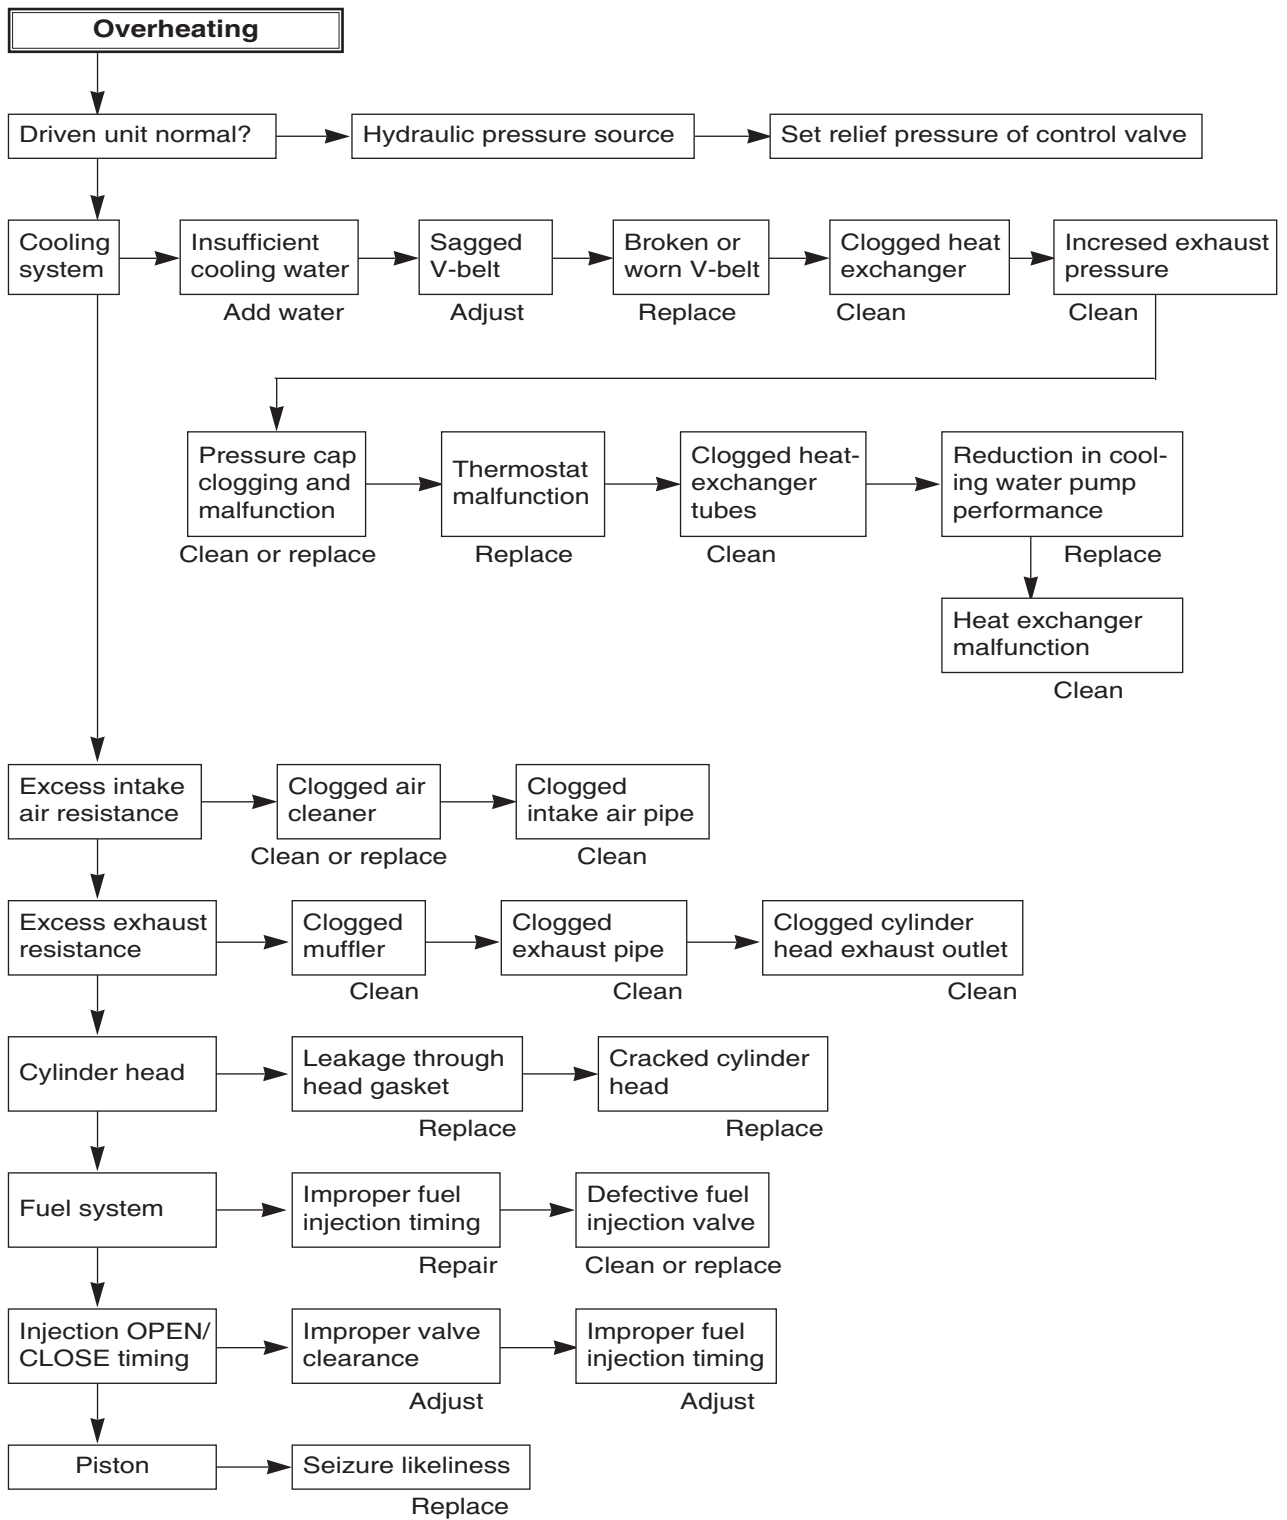 Overheating
Driven unit normal?
Hydraulic pressure source
Set relief pressure of control valve
Cooling
system
Insufficient
cooling water
Add water
Sagged
V-belt
Adjust
Broken or
worn V-belt
Replace
Clogged heat
exchanger
Clean
Incresed exhaust
pressure
Clean
Pressure cap
clogging and
malfunction
Clean or replace
Thermostat
malfunction
Replace
Clogged heat-
exchanger
tubes
Clean
Reduction in cool-
ing water pump
performance
Replace
Heat exchanger
malfunction
Clean
Excess intake
air resistance
Clogged air
cleaner
Clean or replace
Clogged
intake air pipe
Clean
Excess exhaust
resistance
Clogged
muffler
Clean
Clogged
exhaust pipe
Clean
Clogged cylinder
head exhaust outlet
Clean
Cylinder head
Leakage through
head gasket
Replace
Cracked cylinder
head
Replace
Fuel system
Improper fuel
injection timing
Repair
Defective fuel
injection valve
Clean or replace
Injection OPEN/
CLOSE timing
Improper valve
clearance
Adjust
Improper fuel
injection timing
Adjust
Piston
Seizure likeliness
Replace